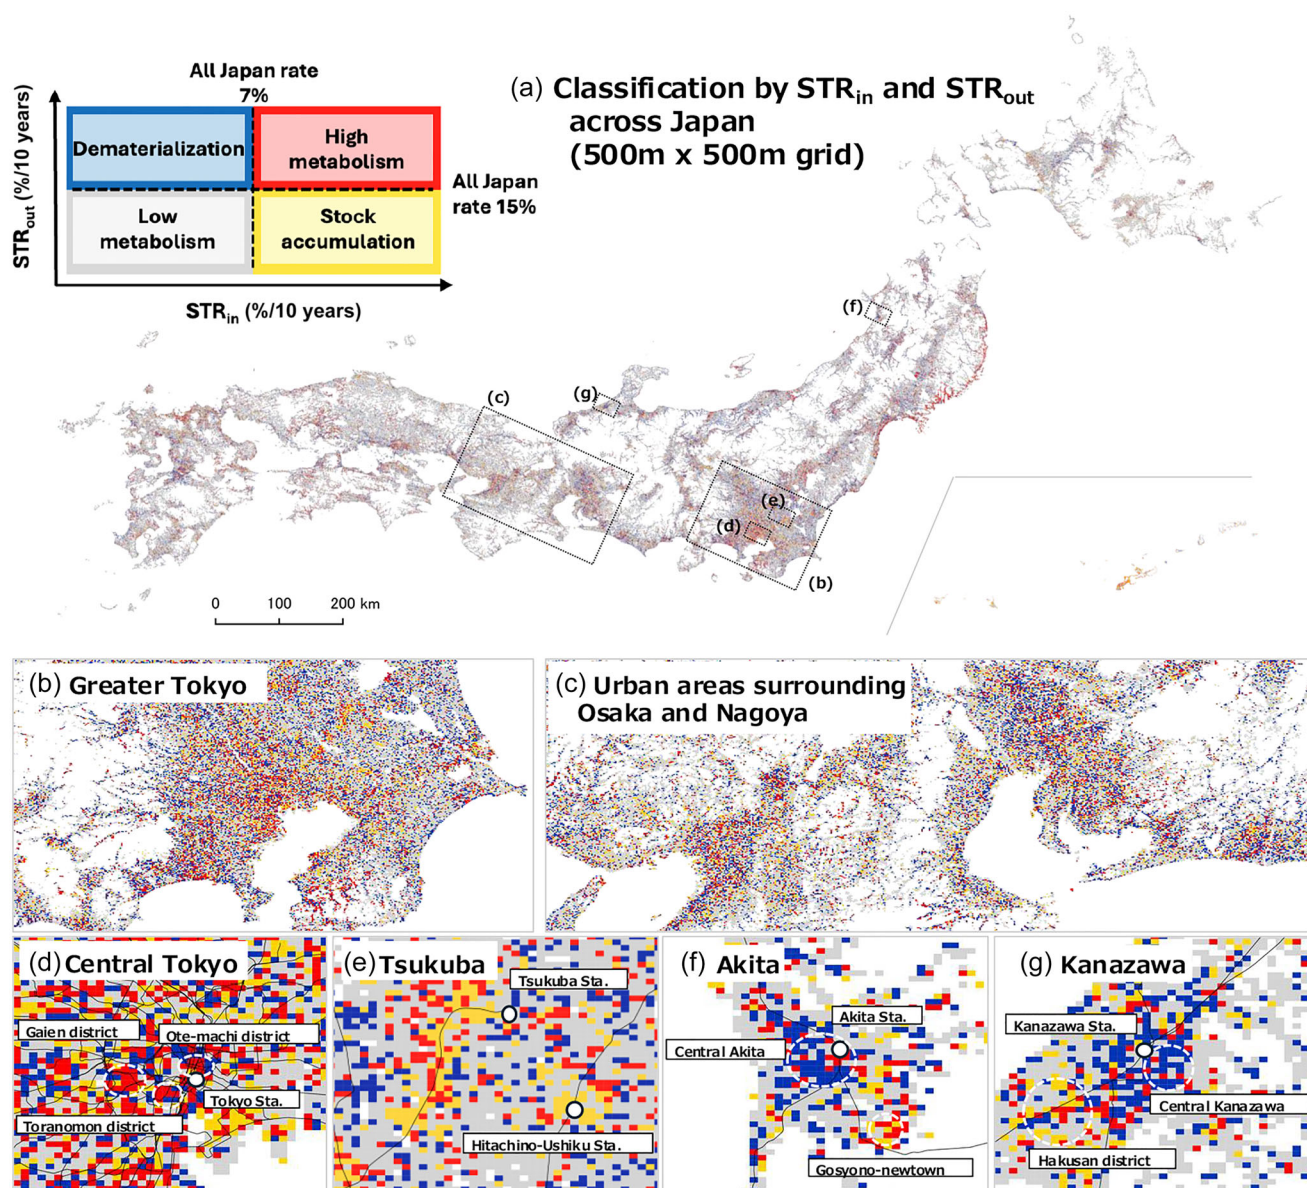 All Japan rate
7%
STRout (%/10 years)
Dematerialization
High
metabolism
Low
metabolism
Stock
accumulation
All Japan
rate 15%
STRin (%/10 years)
(a) Classification by STRin and STRout
across Japan
(500m x 500m grid)
(f)
(g)
(c)
(e)
(d)
(b)
0 100 200 km
(b) Greater Tokyo
(c) Urban areas surrounding
Osaka and Nagoya
(d) Central Tokyo
Gaien district
Ote-machi district
Tokyo Sta.
Toranomon district
(e) Tsukuba
Tsukuba Sta.
Hitachino-Ushiku Sta.
(f) Akita
Akita Sta.
Central Akita
Gosyono-newtown
(g) Kanazawa
Kanazawa Sta.
Central Kanazawa
Hakusan district